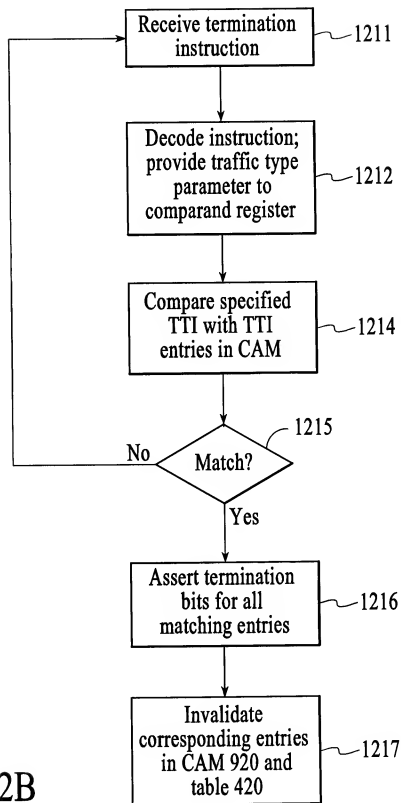 Receive termination
instruction
1211
Decode instruction;
provide traffic type
parameter to
comparand register
1212
Compare specified
TTI with TTI
entries in CAM
1214
1215
No
Match?
Yes
Assert termination
bits for all
matching entries
1216
Invalidate
corresponding entries
in CAM 920 and
table 420
1217
2B